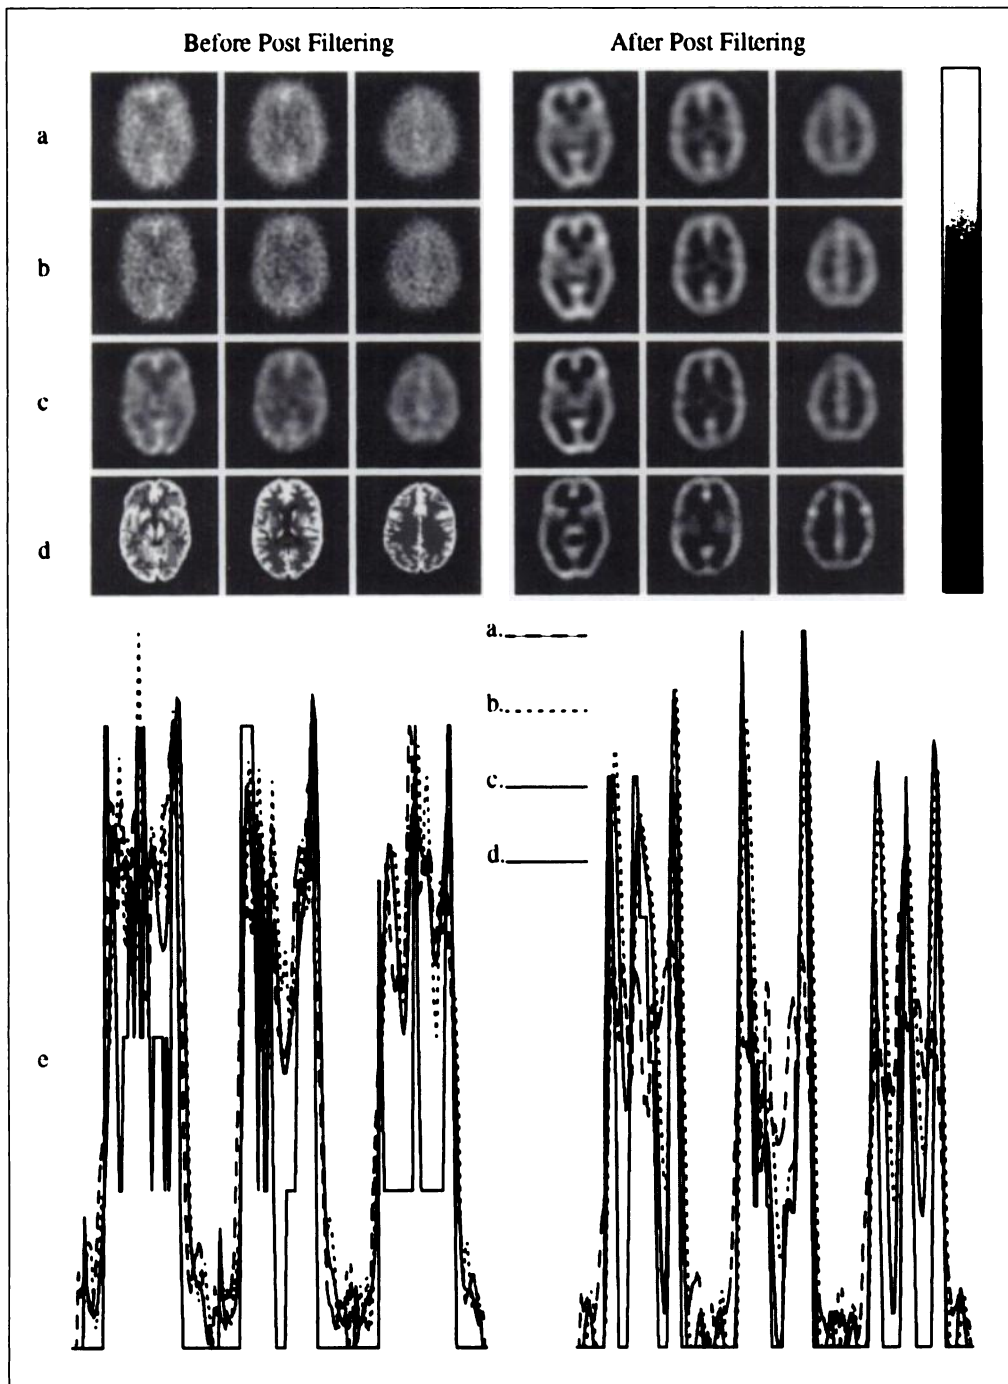 Before Post Filtering
After Post Filtering
a
b
c
d
a.
b.
c.
d.
e